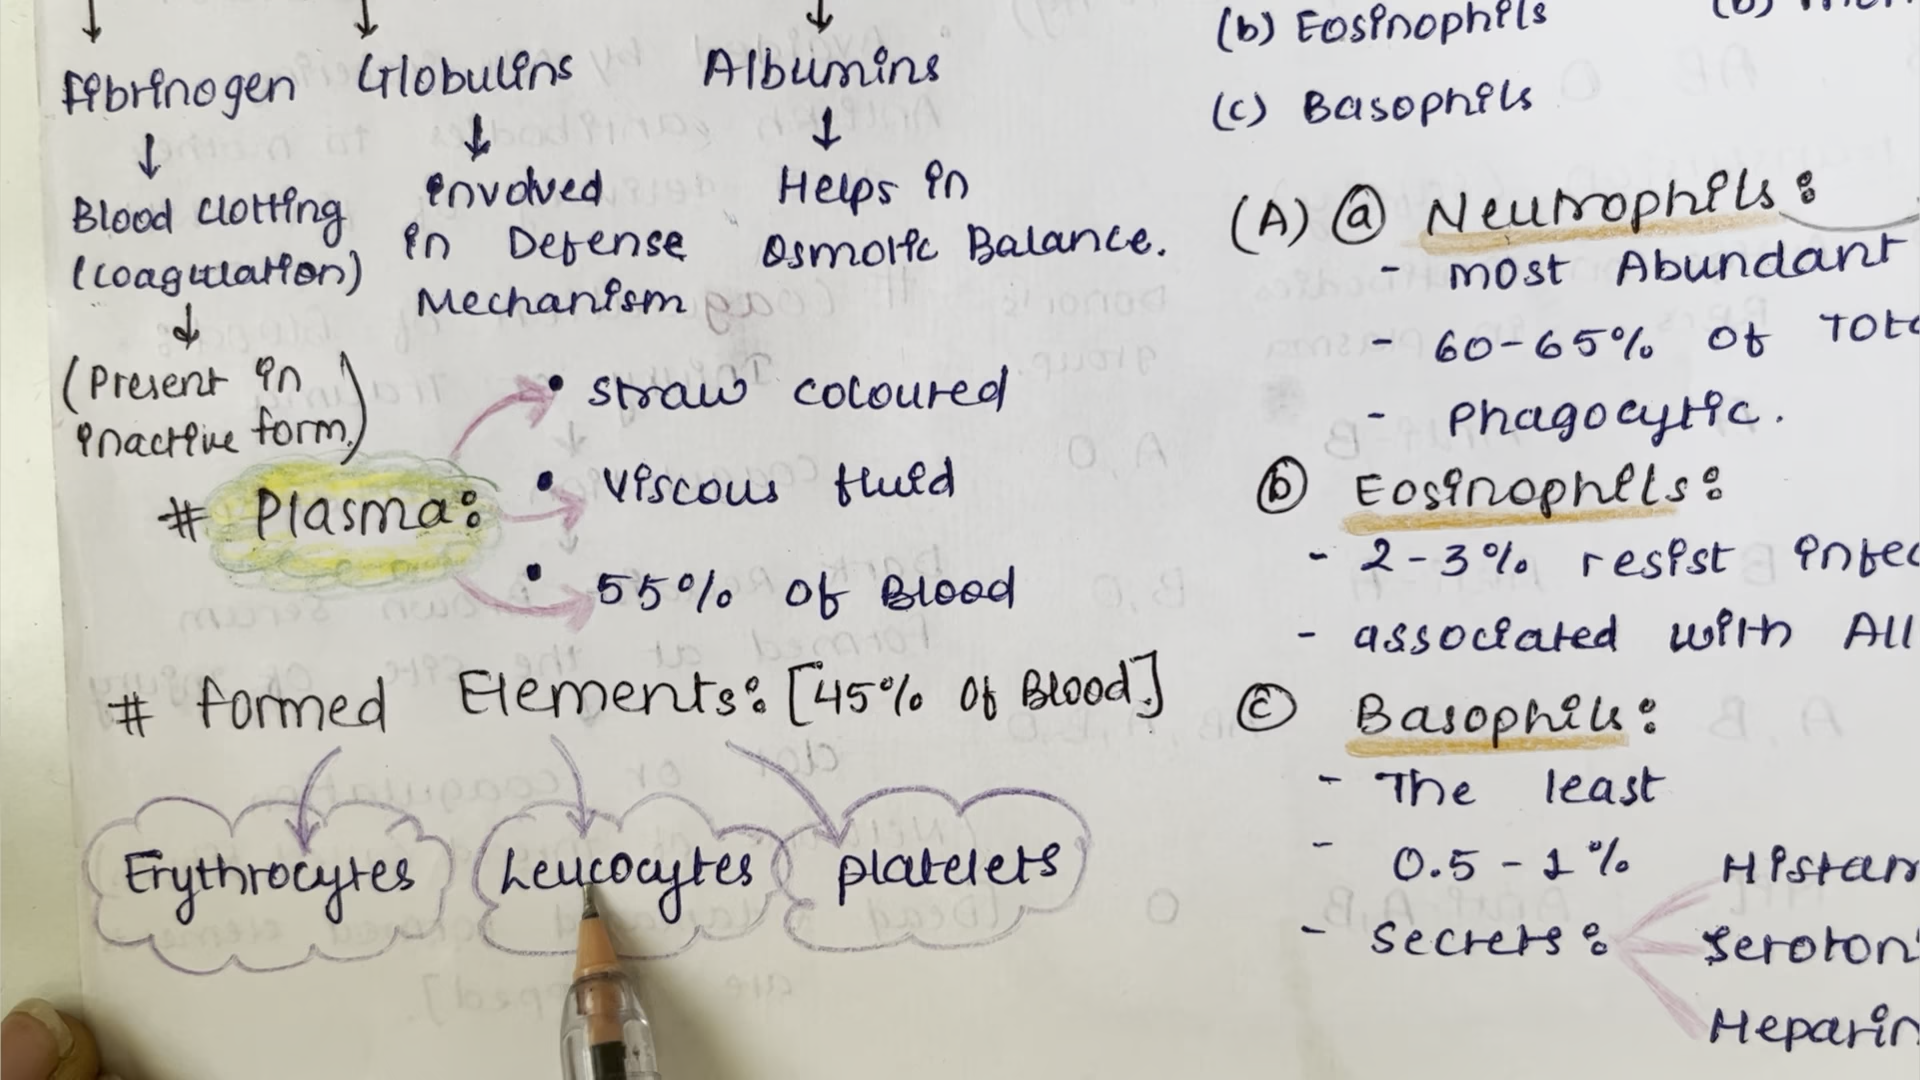 Fibrinogen
Blood clotting
(coagulation)
(Present in
inactive form.)
Globulins
involved
in Defense
Mechanism
Albumins
Helps in
Osmotic Balance.
# Plasma:
• straw coloured
• viscous fluid
• 55% of Blood
# formed Elements: [45% of Blood]
Erythrocytes
Leucocytes
platelets
(b) Eosinophils
(c) Basophils
(A) (a) Neutrophils:
- most Abundant
- 60-65% of
- Phagocytic.
(b) Eosinophils:
- 2-3% resist
- associated with
(c) Basophils:
- The least
- 0.5-1%
- secrets: